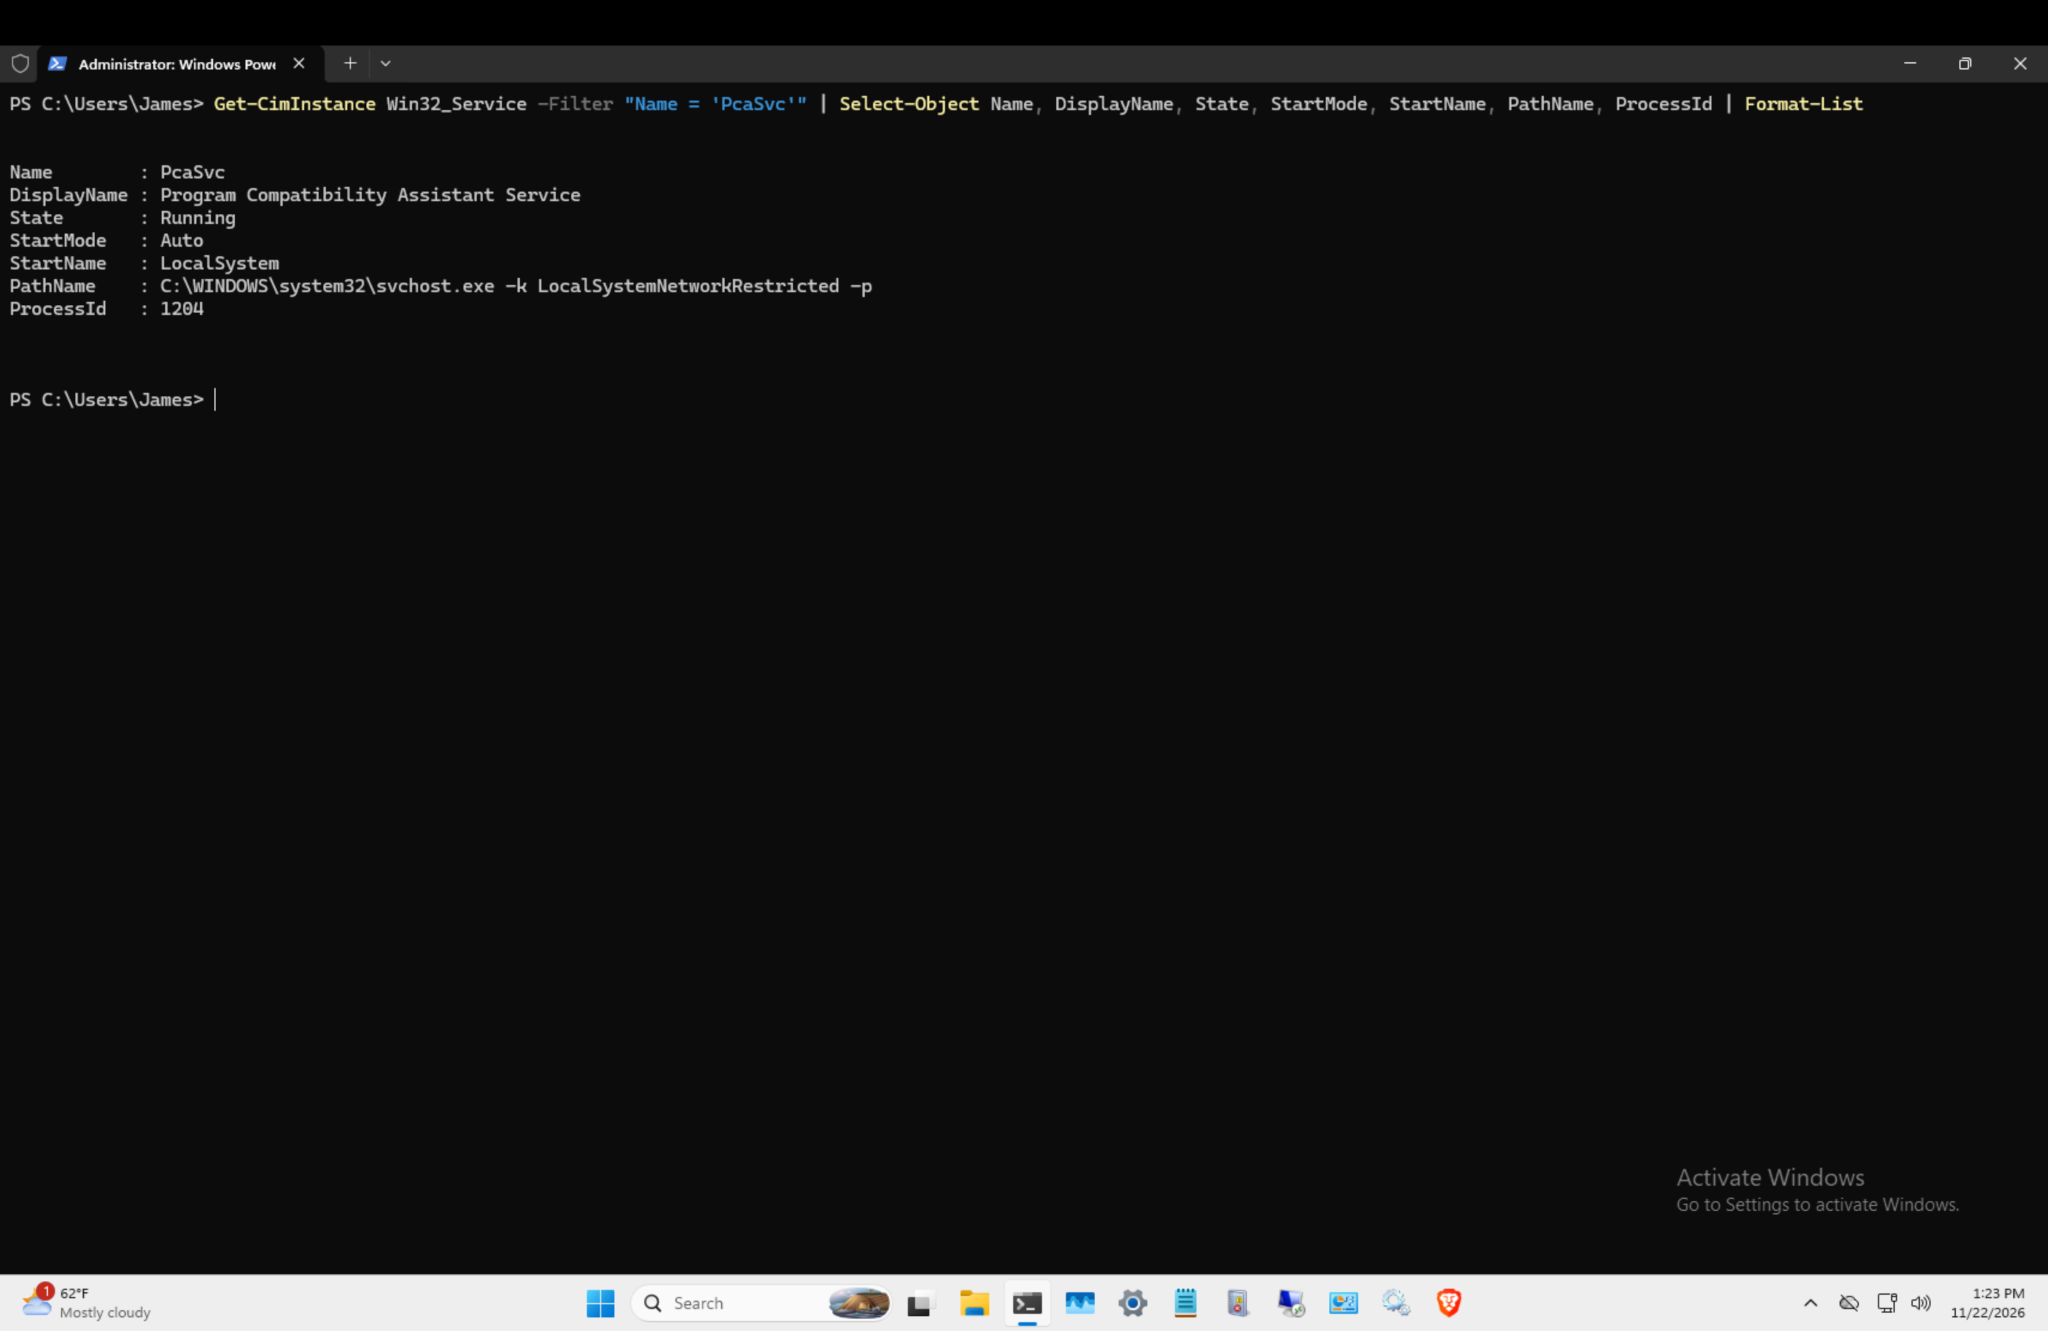 Administrator: Windows Powe
PS C:\Users\James> Get-CimInstance Win32_Service -Filter "Name = 'PcaSvc'" | Select-Object Name, DisplayName, State, StartMode, StartName, PathName, ProcessId | Format-List
Name        : PcaSvc
DisplayName : Program Compatibility Assistant Service
State       : Running
StartMode   : Auto
StartName   : LocalSystem
PathName    : C:\WINDOWS\system32\svchost.exe -k LocalSystemNetworkRestricted -p
ProcessId   : 1204
PS C:\Users\James>
Activate Windows
Go to Settings to activate Windows.
1
62°F
Mostly cloudy
Search
1:23 PM
11/22/2026